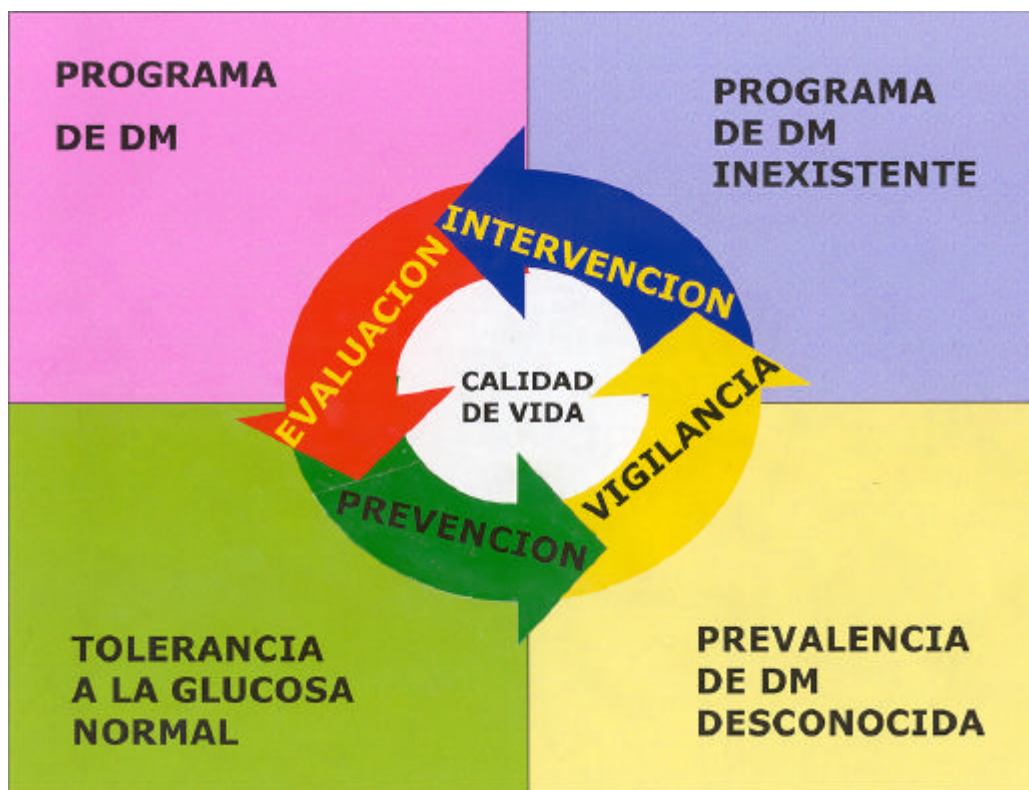 PROGRAMA
DE DM
PROGRAMA
DE DM
INEXISTENTE
INTERVENCION
EVALUACION
CALIDAD
DE VIDA
VIGILANCIA
PREVENCION
TOLERANCIA
A LA GLUCOSA
NORMAL
PREVALENCIA
DE DM
DESCONOCIDA